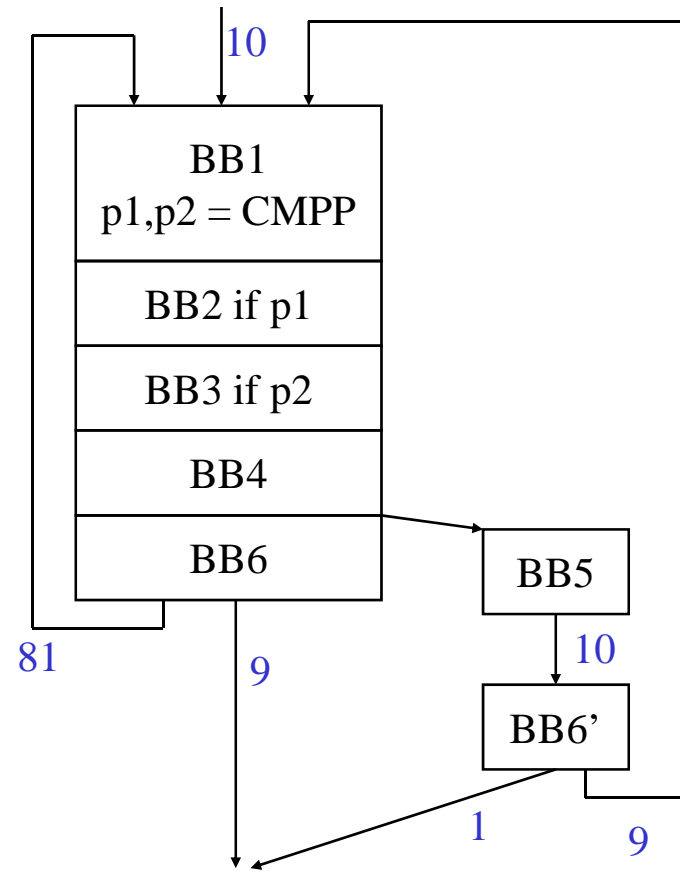 10
BB1
p1,p2 = CMPP
BB2 if p1
BB3 if p2
BB4
BB6
BB5
81
9
10
BB6’
1
9